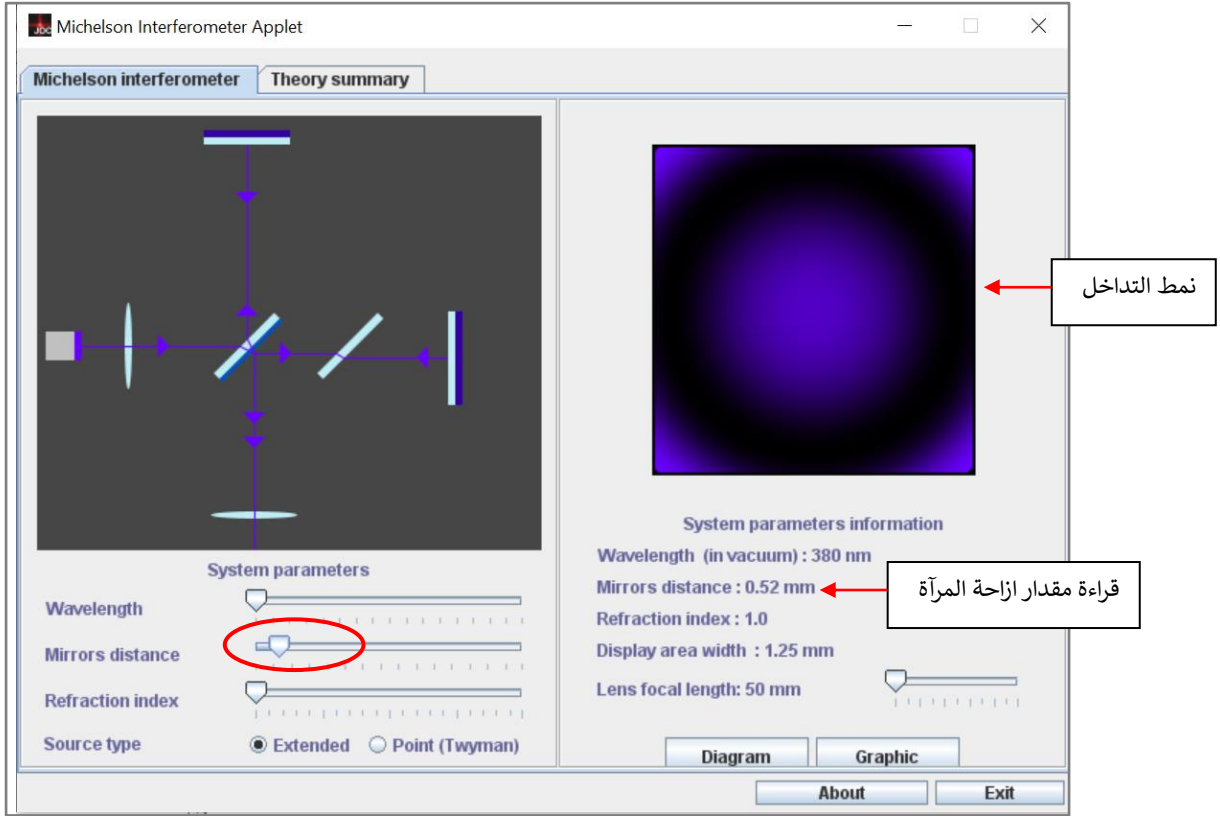 Jbc Michelson Interferometer Applet
Michelson interferometer Theory summary
نمط التداخل
System parameters
Wavelength
Mirrors distance
Refraction index
Source type Extended Point (Twyman)
System parameters information
Wavelength (in vacuum) : 380 nm
Mirrors distance : 0.52 mm
قراءة مقدار ازاحة المرآة
Refraction index : 1.0
Display area width : 1.25 mm
Lens focal length: 50 mm
Diagram Graphic
About Exit